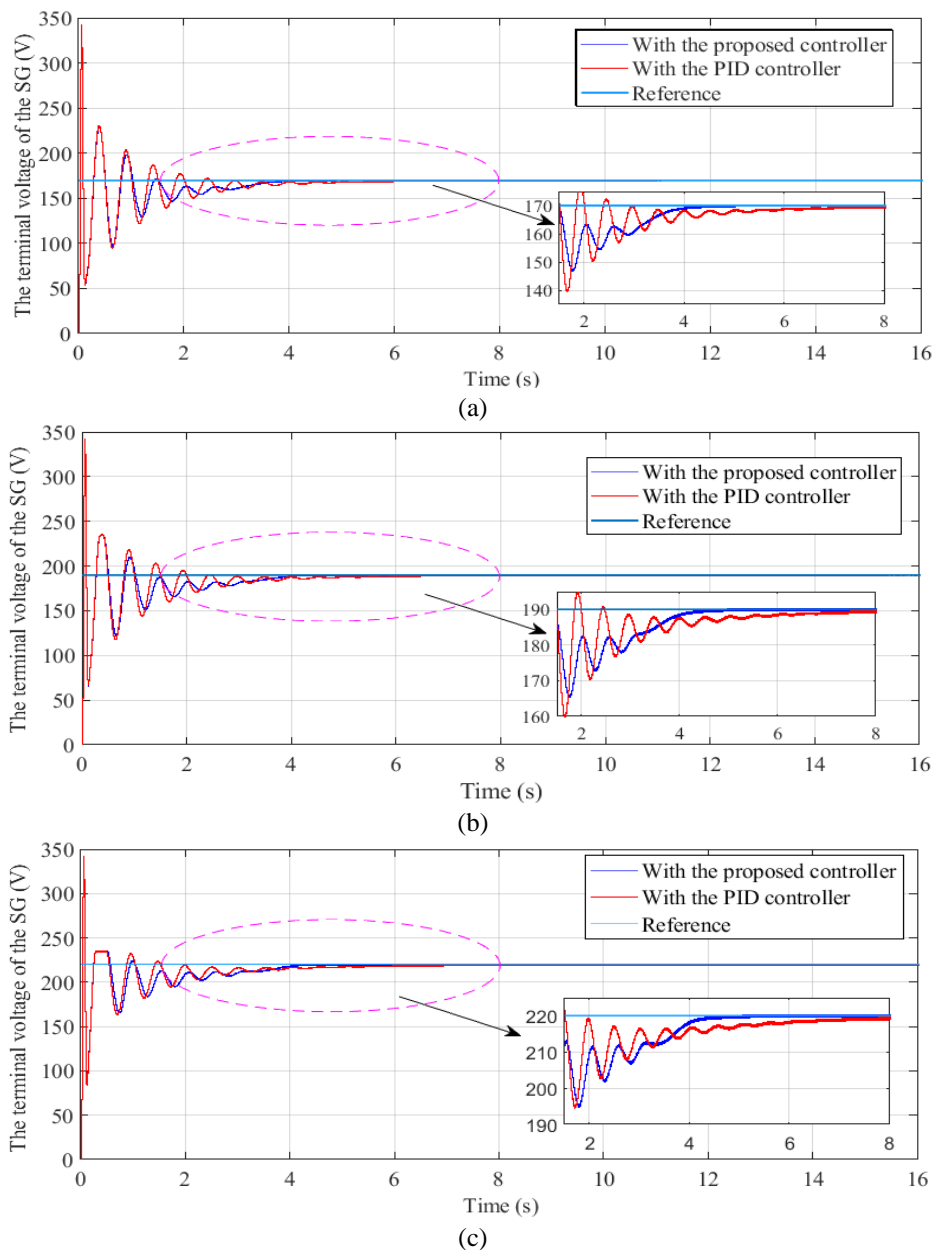 350
300
250
200
150
100
50
0
The terminal voltage of the SG (V)
With the proposed controller
With the PID controller
Reference
170
160
150
140
2 4 6 8
0 2 4 6 8 10 12 14 16
Time (s)
(a)
350
300
250
200
150
100
50
0
The terminal voltage of the SG (V)
With the proposed controller
With the PID controller
Reference
190
180
170
160
2 4 6 8
0 2 4 6 8 10 12 14 16
Time (s)
(b)
350
300
250
200
150
100
50
0
The terminal voltage of the SG (V)
With the proposed controller
With the PID controller
Reference
220
210
200
190
2 4 6 8
0 2 4 6 8 10 12 14 16
Time (s)
(c)